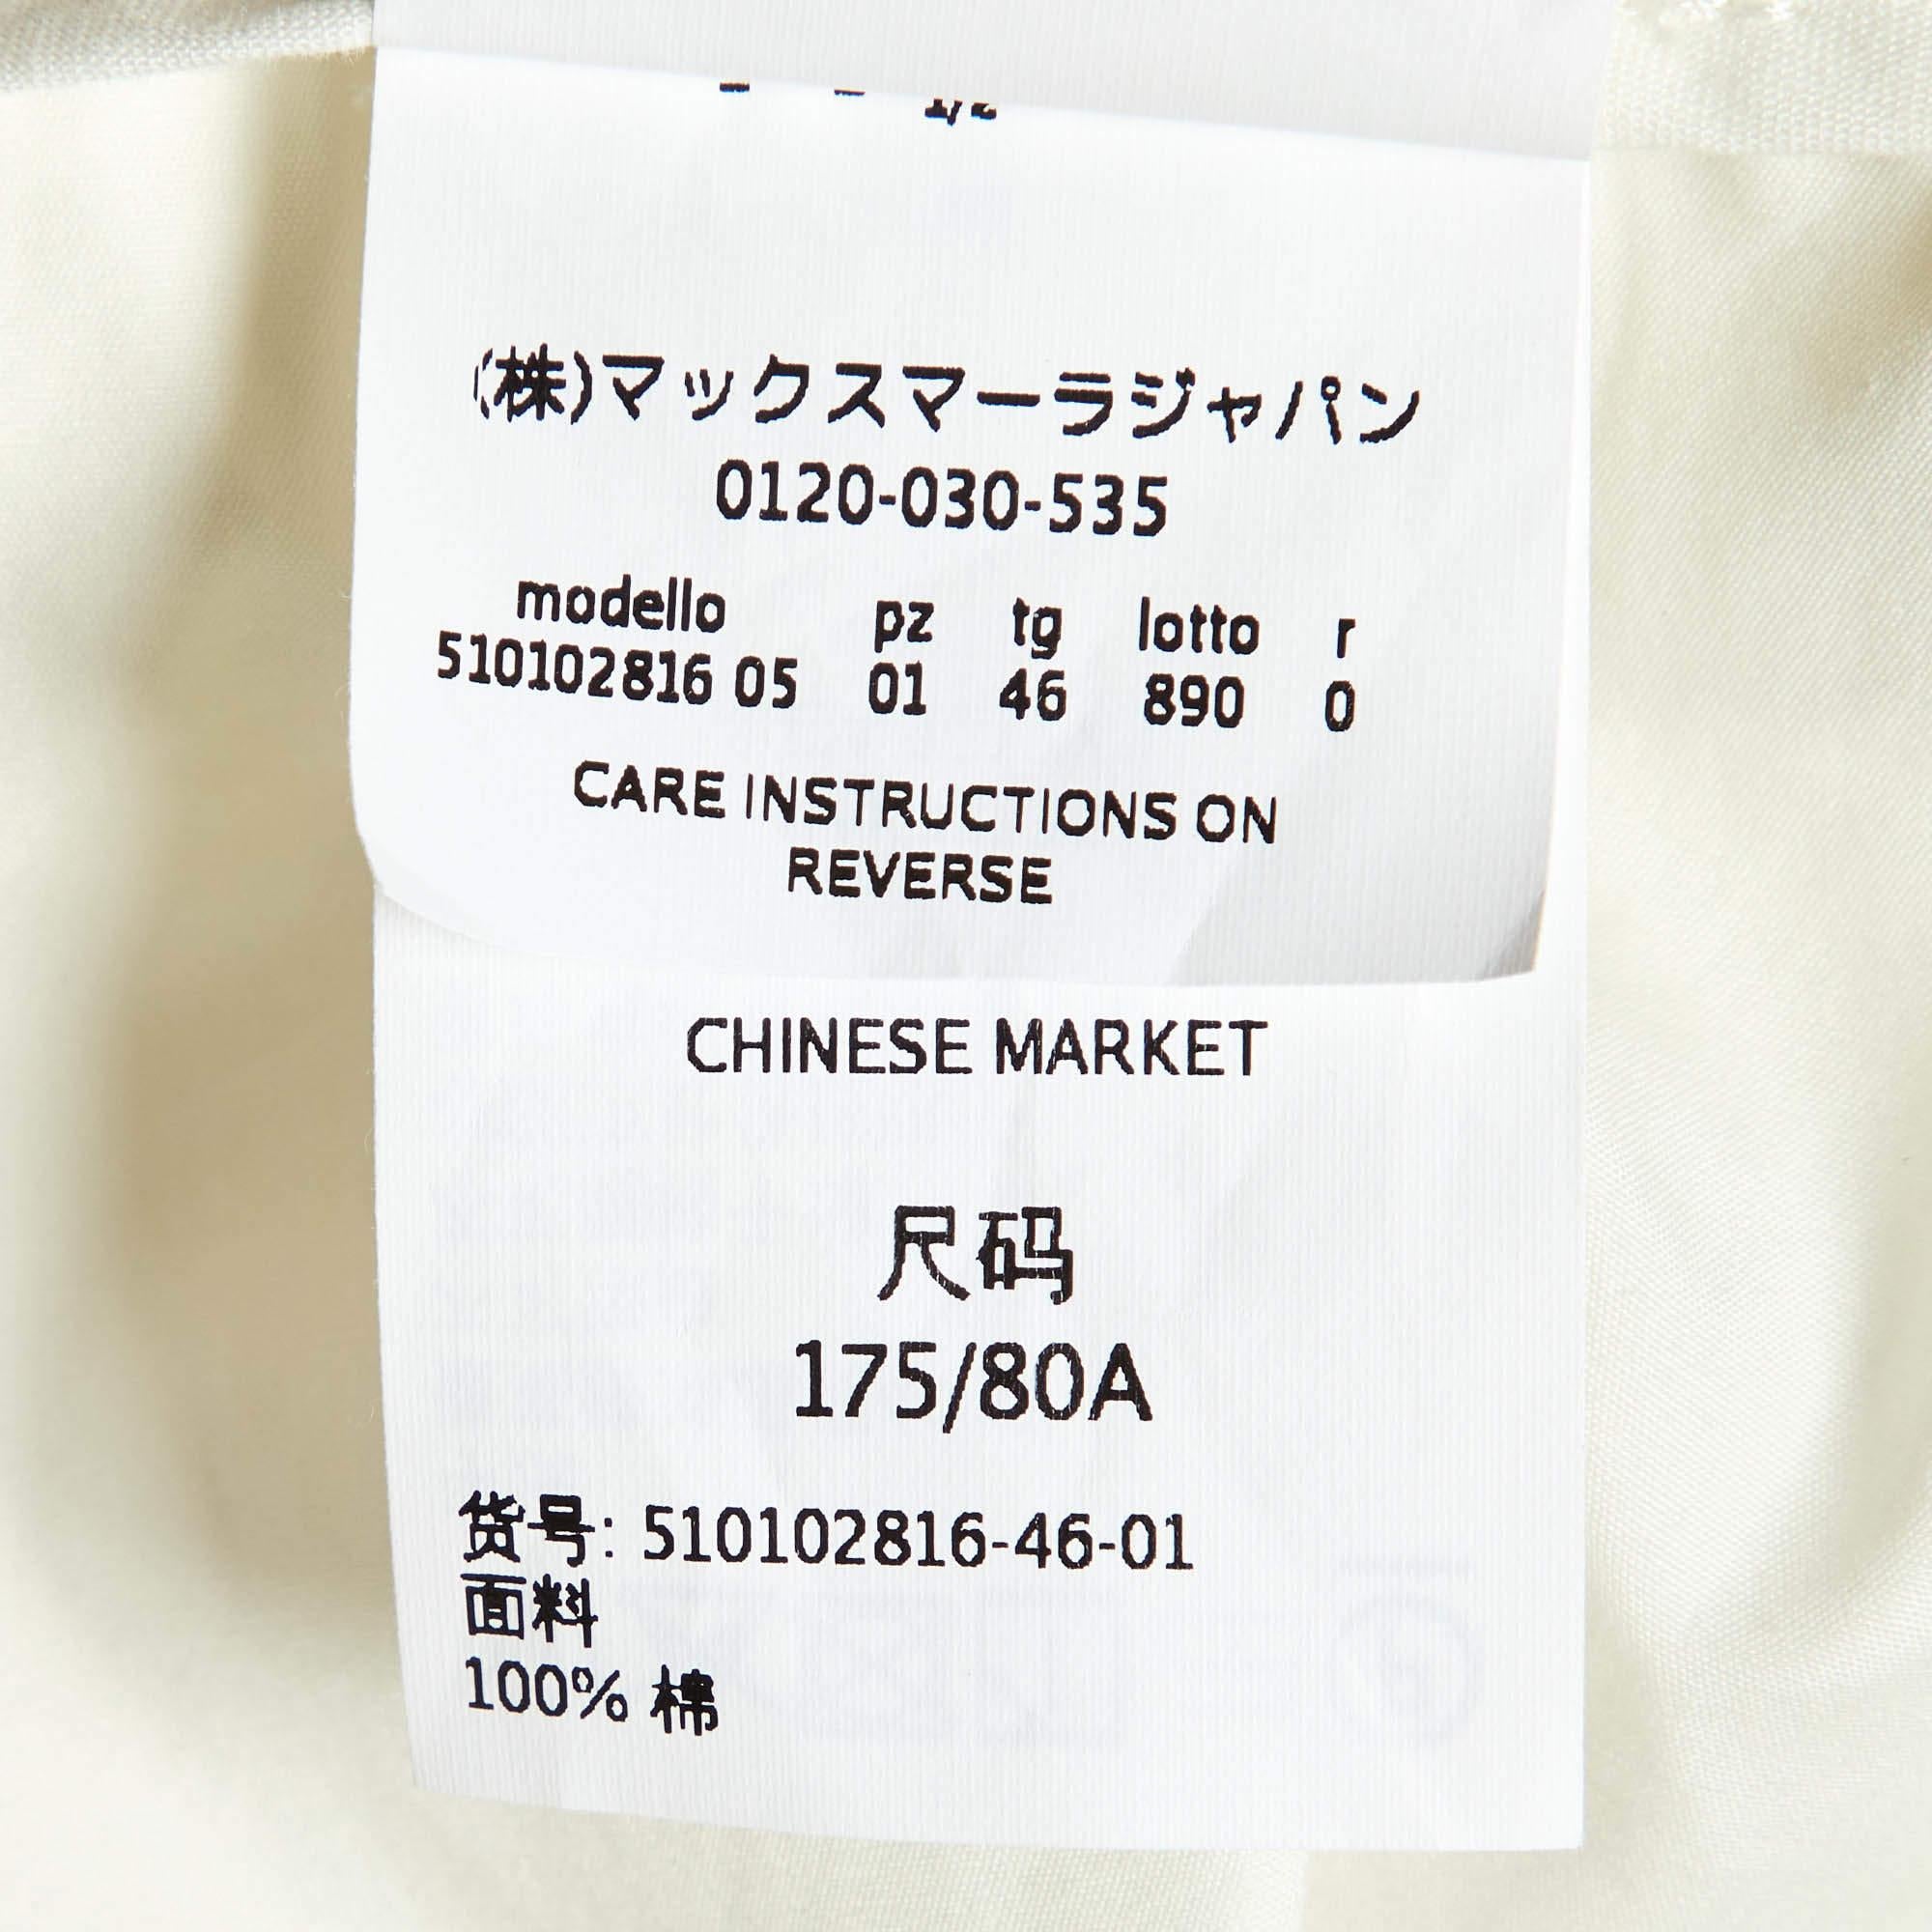 (株)マックスマーラジャパン
0120-030-535
modello pz tg lotto r
510102816 05 01 46 890 0
CARE INSTRUCTIONS ON
REVERSE
CHINESE MARKET
尺码
175/80A
货号: 510102816-46-01
面料
100% 棉